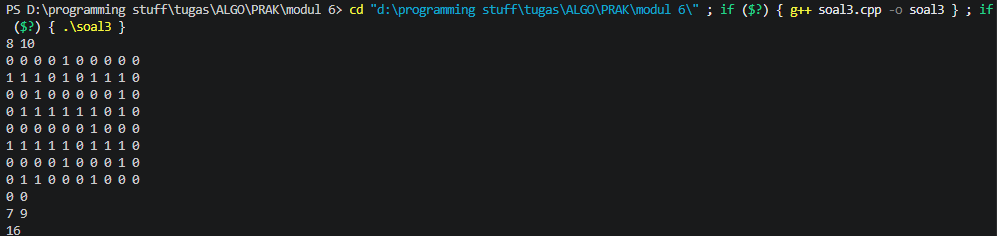 PS D:\programming stuff\tugas\ALGO\PRAK\modul 6> cd "d:\programming stuff\tugas\ALGO\PRAK\modul 6\" ; if ($?) { g++ soal3.cpp -o soal3 } ; if
($?) { .\soal3 }
8 10
0 0 0 0 1 0 0 0 0 0
1 1 1 0 1 0 1 1 1 0
0 0 1 0 0 0 0 0 1 0
0 1 1 1 1 1 1 0 1 0
0 0 0 0 0 0 1 0 0 0
1 1 1 1 1 0 1 1 1 0
0 0 0 0 1 0 0 0 1 0
0 1 1 0 0 0 1 0 0 0
0 0
7 9
16